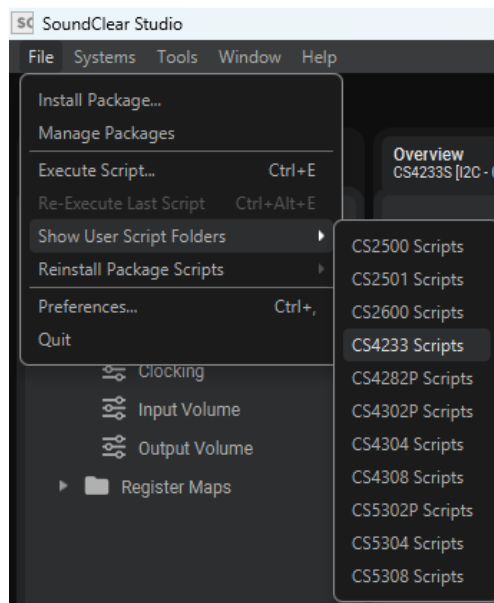 SC SoundClear Studio
File Systems Tools Window Help
Install Package...
Manage Packages
Execute Script... Ctrl+E
Re-Execute Last Script Ctrl+Alt+E
Show User Script Folders
Reinstall Package Scripts
Preferences... Ctrl+,
Quit
Overview
CS4233S [I2C -
CS2500 Scripts
CS2501 Scripts
CS2600 Scripts
CS4233 Scripts
CS4282P Scripts
CS4302P Scripts
CS4304 Scripts
CS4308 Scripts
CS5302P Scripts
CS5304 Scripts
CS5308 Scripts
Clocking
Input Volume
Output Volume
Register Maps